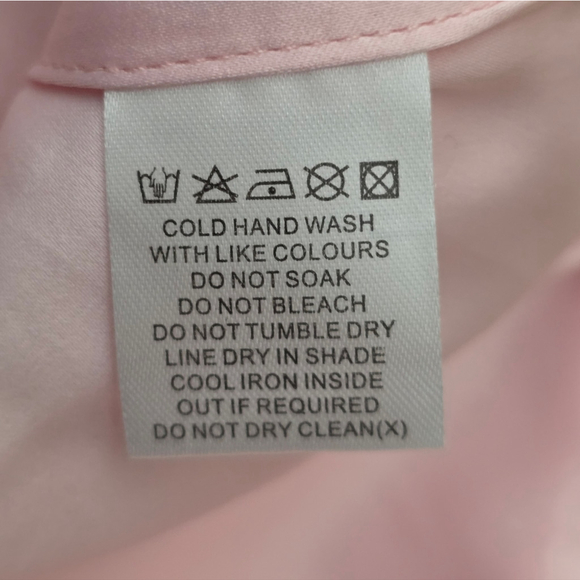 COLD HAND WASH
WITH LIKE COLOURS
DO NOT SOAK
DO NOT BLEACH
DO NOT TUMBLE DRY
LINE DRY IN SHADE
COOL IRON INSIDE
OUT IF REQUIRED
DO NOT DRY CLEAN(X)